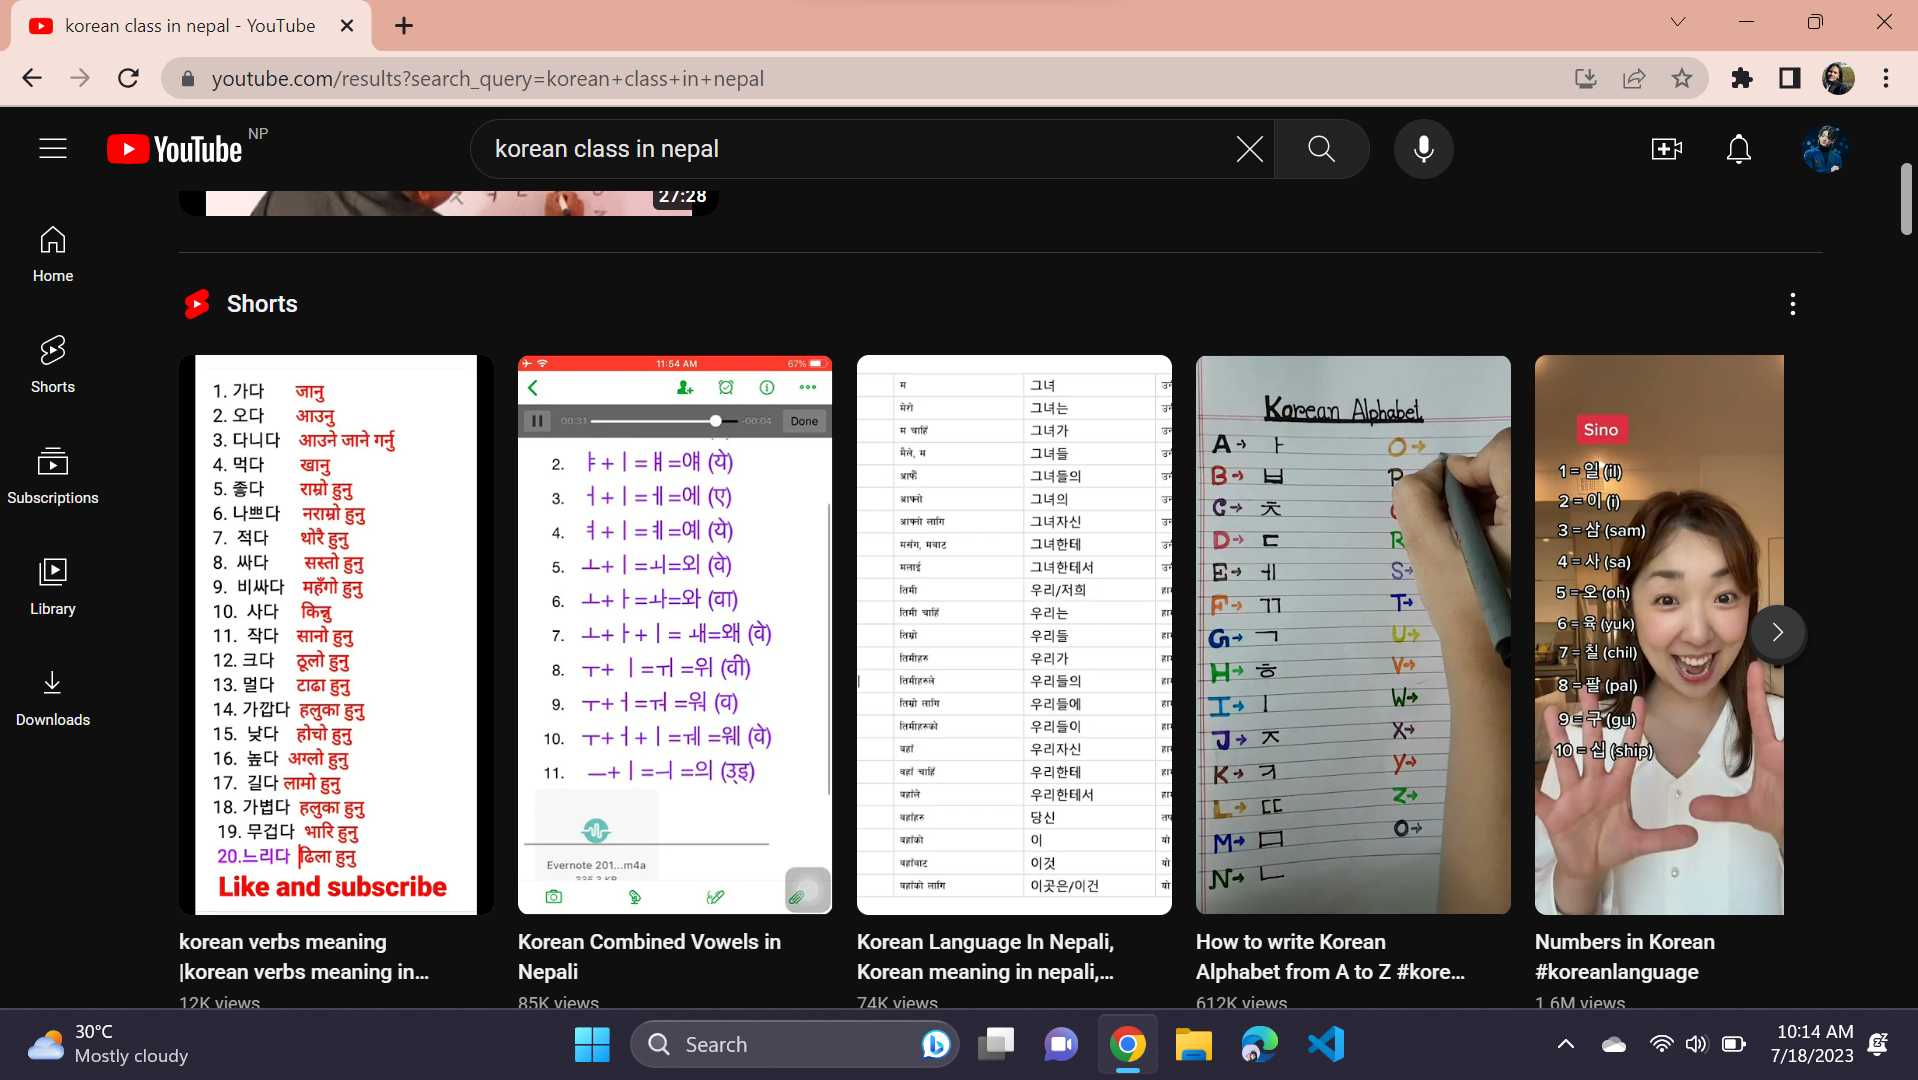 korean class in nepal - YouTube
youtube.com/results?search_query=korean+class+in+nepal
YouTube NP
korean class in nepal
27:28
Home
Shorts
Subscriptions
Library
Downloads
Shorts
1. 가다 जानु
2. 오다 आउनु
3. 다니다 आउने जाने गर्नु
4. 먹다 खानु
5. 좋다 राम्रो हुनु
6. 나쁘다 नराम्रो हुनु
7. 적다 थोरै हुनु
8. 싸다 सस्तो हुनु
9. 비싸다 महँगो हुनु
10. 사다 किन्नु
11. 작다 सानो हुनु
12. 크다 ठूलो हुनु
13. 멀다 टाढा हुनु
14. 가깝다 हलुका हुनु
15. 낮다 होचो हुनु
16. 높다 अग्लो हुनु
17. 길다 लामो हुनु
18. 가볍다 हलुका हुनु
19. 무겁다 भारि हुनु
20.느리다 ढिला हुनु
Like and subscribe
korean verbs meaning
|korean verbs meaning in...
12K views
11:54 AM 67%
00:31 -00:04 Done
2. ㅑ+ㅣ=ㅒ=얘 (ये)
3. ㅓ+ㅣ=ㅔ=에 (ए)
4. ㅕ+ㅣ=ㅖ=예 (ये)
5. ㅗ+ㅣ=ㅚ=외 (वे)
6. ㅗ+ㅏ=ㅘ=와 (वा)
7. ㅗ+ㅏ+ㅣ= ㅙ=왜 (वे)
8. ㅜ+ ㅣ=ㅟ =위 (वी)
9. ㅜ+ㅓ=ㅝ =워 (व)
10. ㅜ+ㅓ+ㅣ=ㅞ =웨 (वे)
11. ㅡ+ㅣ=ㅢ =의 (उइ)
Evernote 201...m4a
Korean Combined Vowels in
Nepali
85K views
म 그녀
मेरो 그녀는
म चाहिं 그녀가
मैले, म 그녀들
आफै 그녀들의
आफ्नो 그녀의
आफ्नो लागि 그녀자신
मसँग, मबाट 그녀한테
मलाई 그녀한테서
तिमी 우리/저희
तिमी चाहिं 우리는
तिम्रो 우리들
तिमीहरु 우리가
तिमीहरुले 우리들의
तिम्रो लागि 우리들에
तिमीहरुको 우리들이
वहाँ 우리자신
वहाँ चाहिं 우리한테
वहाँले 우리한테서
वहाँहरु 당신
वहाँको 이
वहाँबाट 이것
वहाँको लागि 이곳은/이건
Korean Language In Nepali,
Korean meaning in nepali,...
74K views
Korean Alphabet
A→ ㅏ O→
B→ ㅂ P
C→ ㅊ
D→ ㄷ R
E→ ㅔ S→
F→ ㄲ T→
G→ ㄱ U→
H→ ㅎ V→
I→ ㅣ W→
J→ ㅈ X→
K→ ㅋ Y→
L→ ㄸ Z→
M→ ㅁ O→
N→ ㄴ
How to write Korean
Alphabet from A to Z #kore...
612K views
Sino
1 = 일 (il)
2 = 이 (i)
3 = 삼 (sam)
4 = 사 (sa)
5 = 오 (oh)
6 = 육 (yuk)
7 = 칠 (chil)
8 = 팔 (pal)
9 = 구 (gu)
10 = 십 (ship)
Numbers in Korean
#koreanlanguage
1.6M views
30°C
Mostly cloudy
Search
10:14 AM
7/18/2023